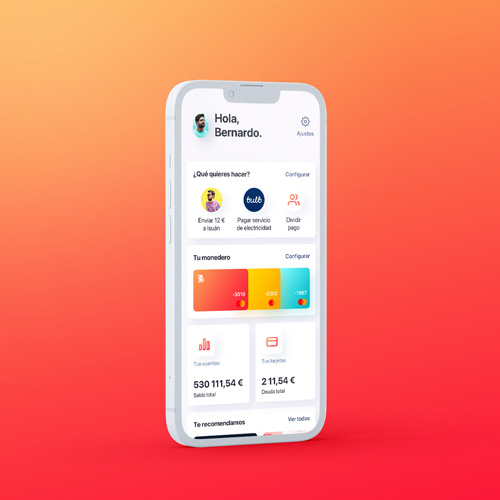 Hola,
Bernardo.
Ajustes
¿Qué quieres hacer?
Configurar
Enviar 12 €
a Isuán
bulb
Pagar servicio
de electricidad
Dividir
pago
Tu monedero
Configurar
-3010
-1907
Tus cuentas
530 111,54 €
Saldo total
Tus tarjetas
2 11,54 €
Deuda total
Te recomendamos
Ver todos